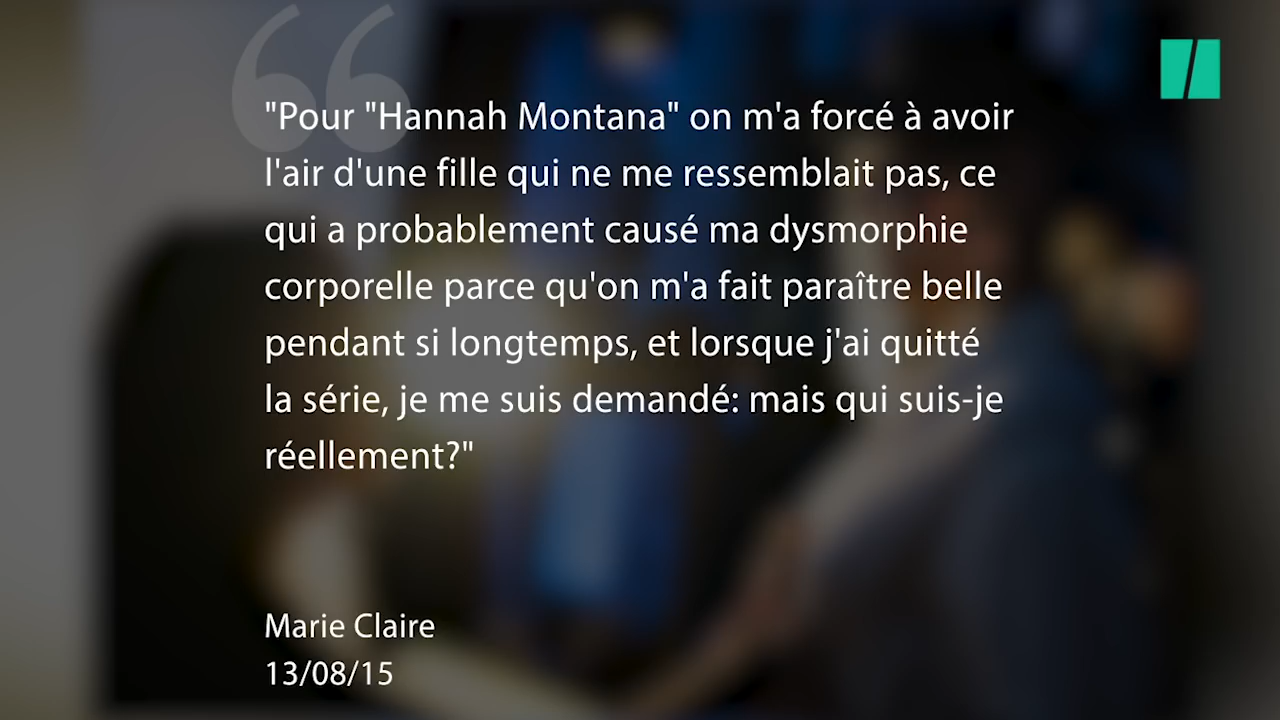 "Pour "Hannah Montana" on m'a forcé à avoir
l'air d'une fille qui ne me ressemblait pas, ce
qui a probablement causé ma dysmorphie
corporelle parce qu'on m'a fait paraître belle
pendant si longtemps, et lorsque j'ai quitté
la série, je me suis demandé: mais qui suis-je
réellement?"
Marie Claire
13/08/15